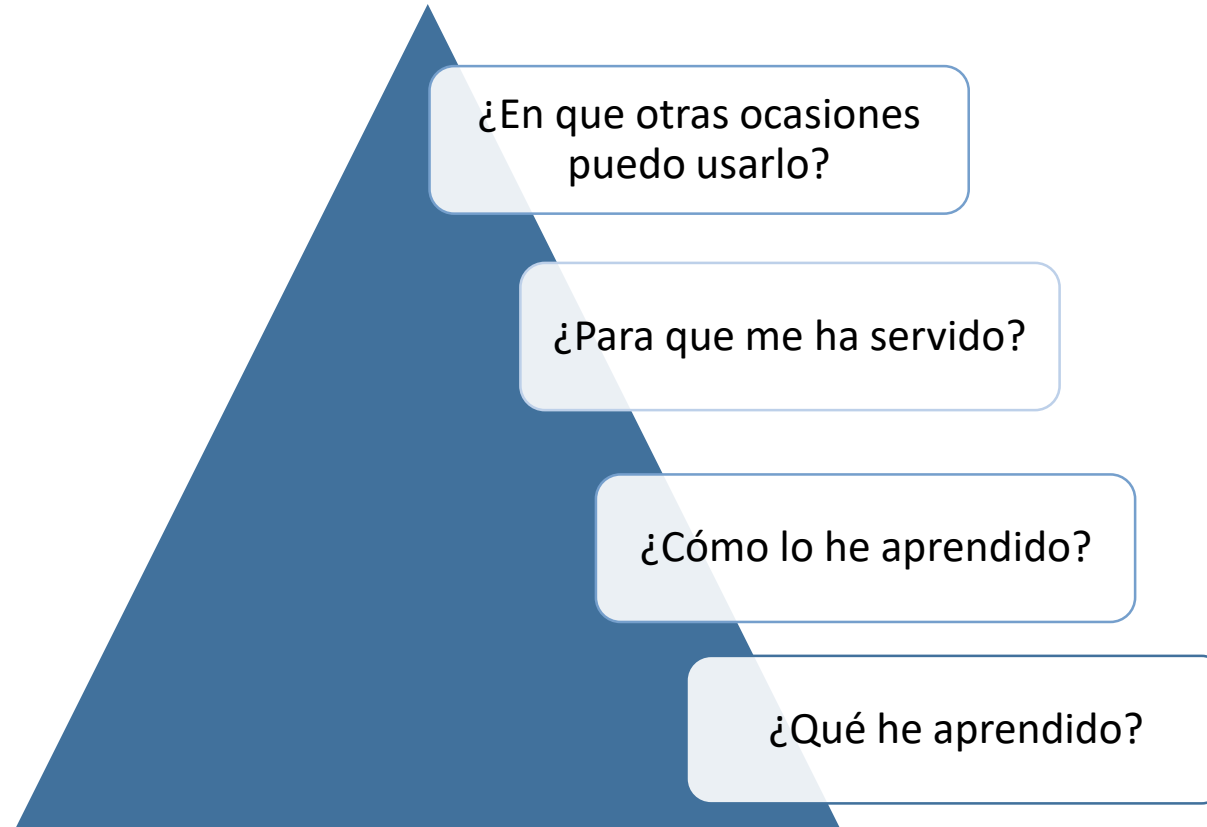 ¿En que otras ocasiones
puedo usarlo?
¿Para que me ha servido?
¿Cómo lo he aprendido?
¿Qué he aprendido?